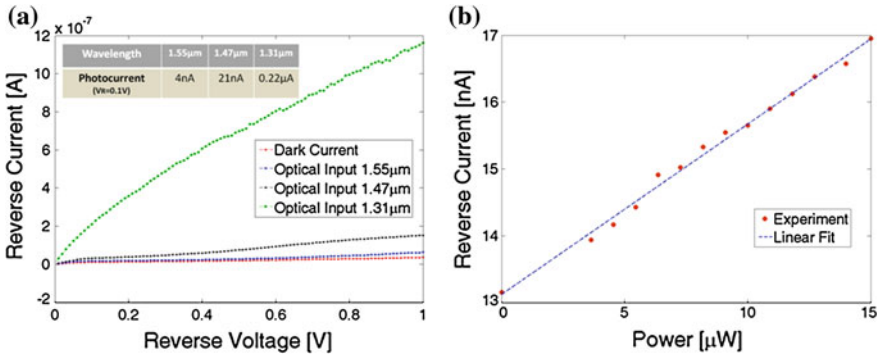 (a)
x 10⁻⁷
12
10
8
6
4
2
0
-2
Reverse Current [A]
Wavelength 1.55µm 1.47µm 1.31µm
Photocurrent 4nA 21nA 0.22µA
(VR=0.1V)
Dark Current
Optical Input 1.55µm
Optical Input 1.47µm
Optical Input 1.31µm
0 0.2 0.4 0.6 0.8 1
Reverse Voltage [V]
(b)
17
16
15
14
13
Reverse Current [nA]
Experiment
Linear Fit
0 5 10 15
Power [µW]